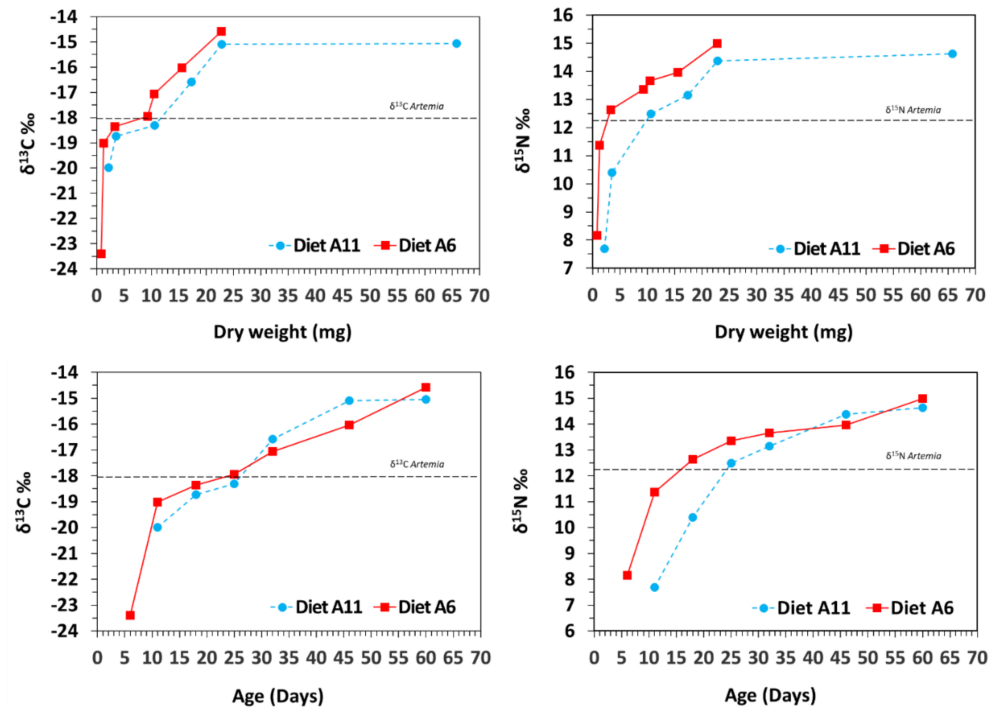 -14
-15
-16
-17
-18
-19
-20
-21
-22
-23
-24
δ¹³C ‰
δ¹³C Artemia
Diet A11 Diet A6
0 5 10 15 20 25 30 35 40 45 50 55 60 65 70
Dry weight (mg)
16
15
14
13
12
11
10
9
8
7
δ¹⁵N ‰
δ¹⁵N Artemia
Diet A11 Diet A6
0 5 10 15 20 25 30 35 40 45 50 55 60 65 70
Dry weight (mg)
-14
-15
-16
-17
-18
-19
-20
-21
-22
-23
-24
δ¹³C ‰
δ¹³C Artemia
Diet A11 Diet A6
0 5 10 15 20 25 30 35 40 45 50 55 60 65 70
Age (Days)
16
15
14
13
12
11
10
9
8
7
6
δ¹⁵N ‰
δ¹⁵N Artemia
Diet A11 Diet A6
0 5 10 15 20 25 30 35 40 45 50 55 60 65 70
Age (Days)